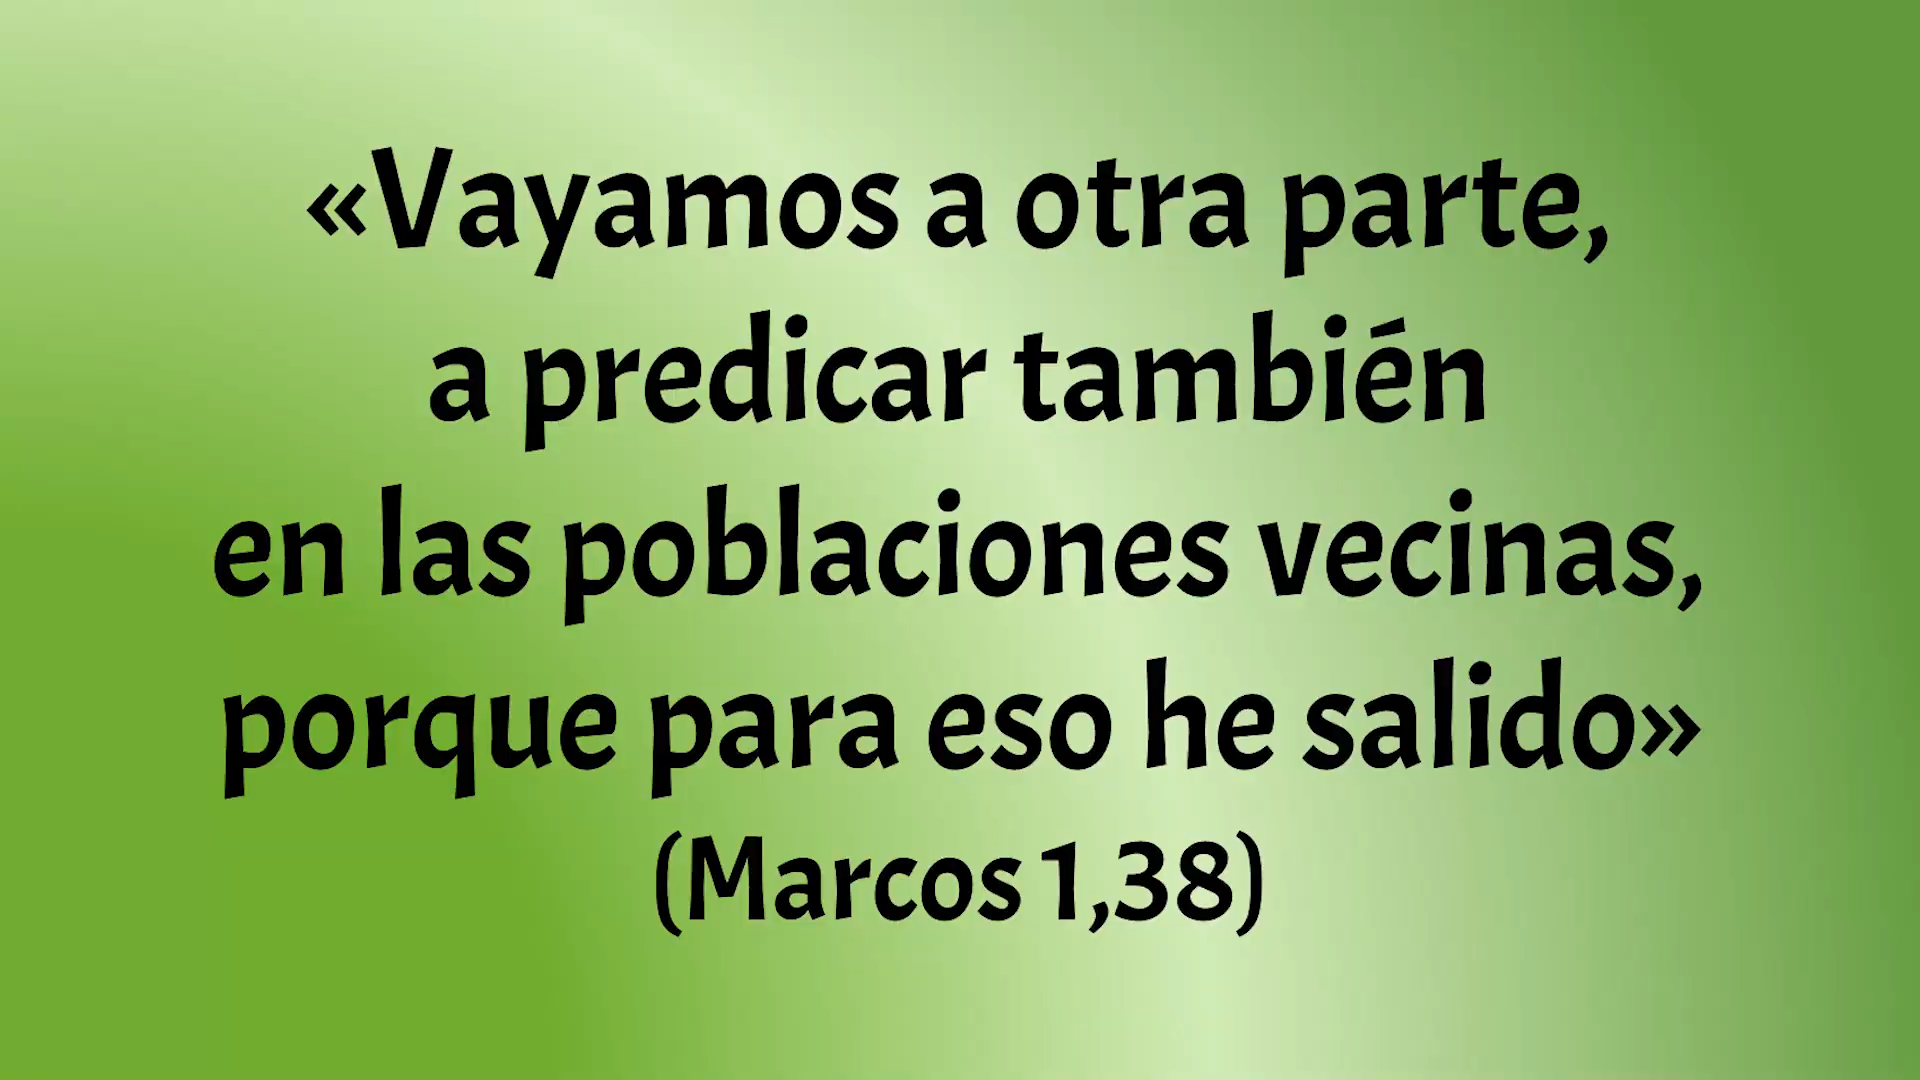 «Vayamos a otra parte,
a predicar también
en las poblaciones vecinas,
porque para eso he salido»
(Marcos 1,38)